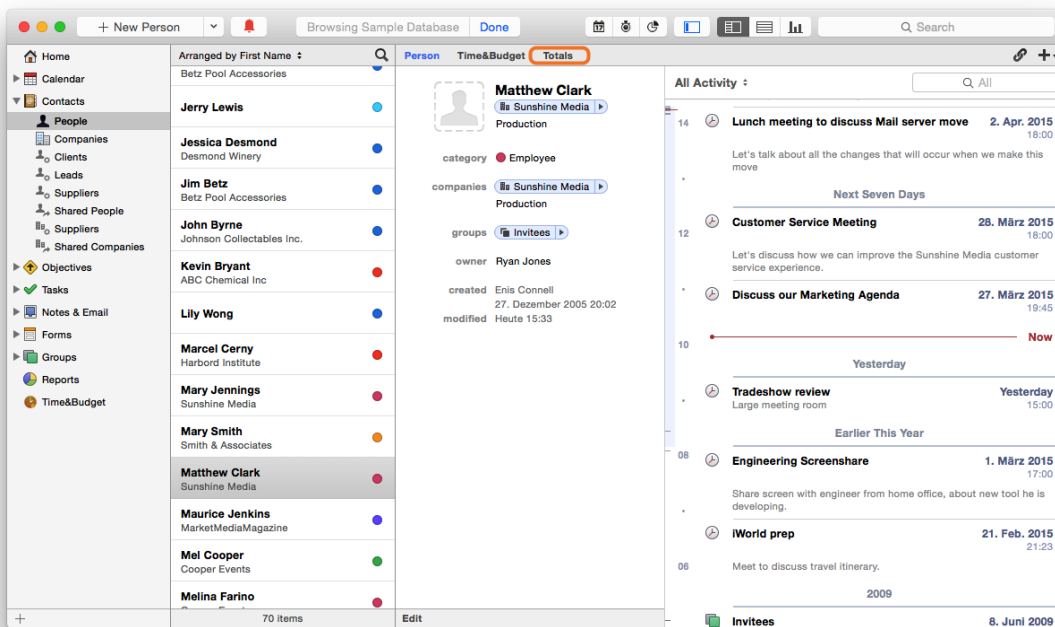 + New Person
Browsing Sample Database
Done
Search
Home
Calendar
Contacts
People
Companies
Clients
Leads
Suppliers
Shared People
Suppliers
Shared Companies
Objectives
Tasks
Notes & Email
Forms
Groups
Reports
Time&Budget
+
Arranged by First Name
Betz Pool Accessories
Jerry Lewis
Jessica Desmond
Desmond Winery
Jim Betz
Betz Pool Accessories
John Byrne
Johnson Collectables Inc.
Kevin Bryant
ABC Chemical Inc
Lily Wong
Marcel Cerny
Harbord Institute
Mary Jennings
Sunshine Media
Mary Smith
Smith & Associates
Matthew Clark
Sunshine Media
Maurice Jenkins
MarketMediaMagazine
Mel Cooper
Cooper Events
Melina Farino
70 items
Person Time&Budget Totals
Matthew Clark
Sunshine Media
Production
category Employee
companies Sunshine Media
Production
groups Invitees
owner Ryan Jones
created Enis Connell
27. Dezember 2005 20:02
modified Heute 15:33
Edit
All Activity
All
14
12
10
08
06
Lunch meeting to discuss Mail server move 2. Apr. 2015
18:00
Let's talk about all the changes that will occur when we make this
move
Next Seven Days
Customer Service Meeting 28. März 2015
18:00
Let's discuss how we can improve the Sunshine Media customer
service experience.
Discuss our Marketing Agenda 27. März 2015
19:45
Now
Yesterday
Tradeshow review Yesterday
Large meeting room 15:00
Earlier This Year
Engineering Screenshare 1. März 2015
17:00
Share screen with engineer from home office, about new tool he is
developing.
iWorld prep 21. Feb. 2015
21:23
Meet to discuss travel itinerary.
2009
Invitees 8. Juni 2009